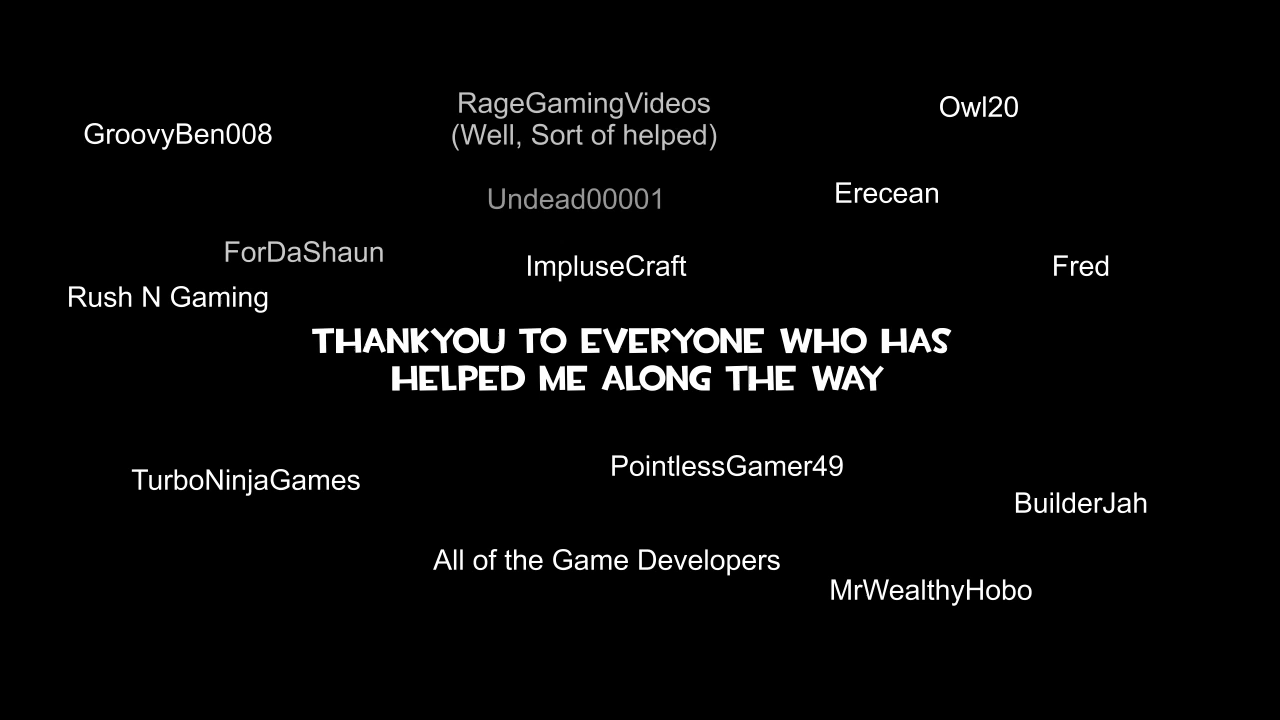 RageGamingVideos
(Well, Sort of helped)
Owl20
GroovyBen008
Undead00001
Erecean
ForDaShaun
ImpluseCraft
Fred
Rush N Gaming
THANKYOU TO EVERYONE WHO HAS
HELPED ME ALONG THE WAY
PointlessGamer49
TurboNinjaGames
BuilderJah
All of the Game Developers
MrWealthyHobo